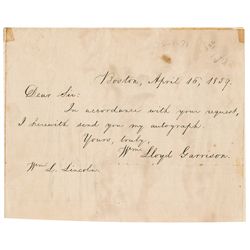 Boston, April 16, 1859.
Dear Sir:
In accordance with your request,
I herewith send you my autograph.
Yours, truly,
Wm Lloyd Garrison.
Wm L. Lincoln.